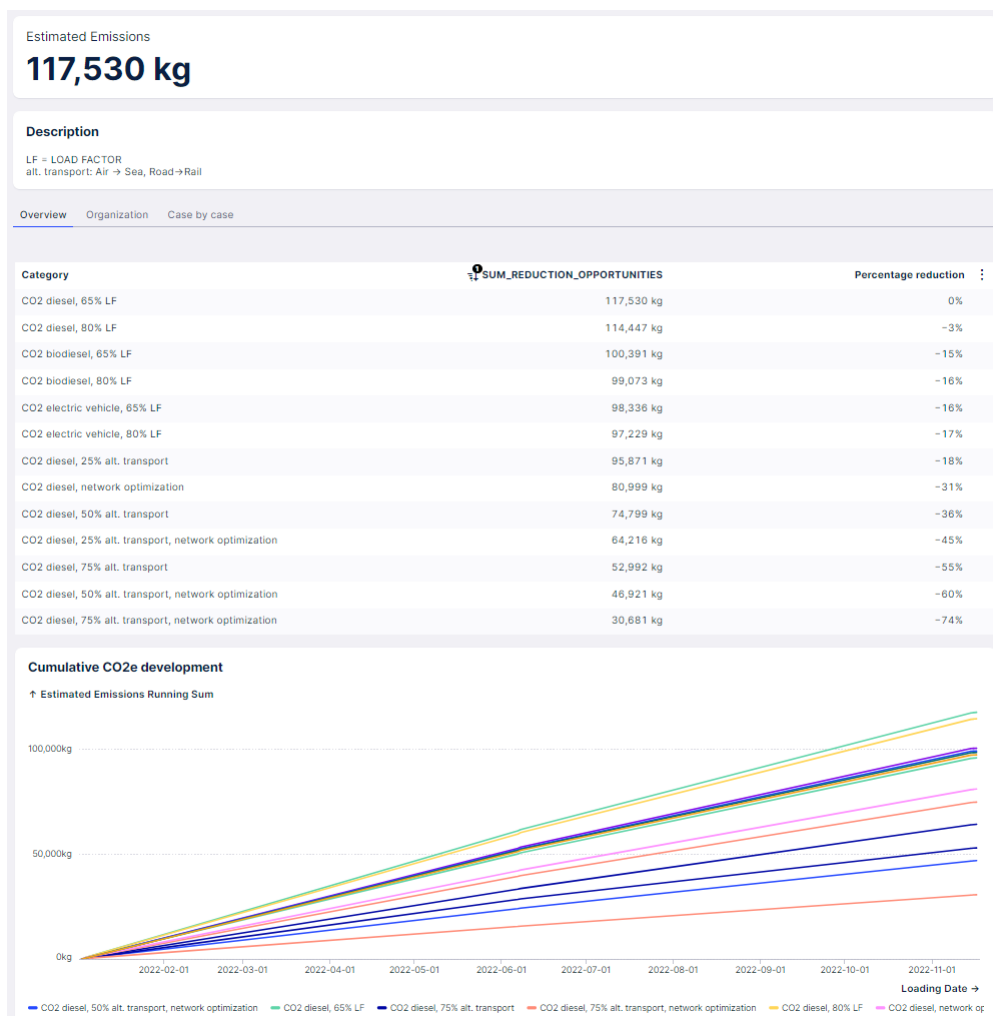 Estimated Emissions
117,530 kg
Description
LF = LOAD FACTOR
alt. transport: Air → Sea, Road→Rail
Overview Organization Case by case
Category 1 SUM_REDUCTION_OPPORTUNITIES Percentage reduction
CO2 diesel, 65% LF 117,530 kg 0%
CO2 diesel, 80% LF 114,447 kg −3%
CO2 biodiesel, 65% LF 100,391 kg −15%
CO2 biodiesel, 80% LF 99,073 kg −16%
CO2 electric vehicle, 65% LF 98,336 kg −16%
CO2 electric vehicle, 80% LF 97,229 kg −17%
CO2 diesel, 25% alt. transport 95,871 kg −18%
CO2 diesel, network optimization 80,999 kg −31%
CO2 diesel, 50% alt. transport 74,799 kg −36%
CO2 diesel, 25% alt. transport, network optimization 64,216 kg −45%
CO2 diesel, 75% alt. transport 52,992 kg −55%
CO2 diesel, 50% alt. transport, network optimization 46,921 kg −60%
CO2 diesel, 75% alt. transport, network optimization 30,681 kg −74%
Cumulative CO2e development
↑ Estimated Emissions Running Sum
100,000kg
50,000kg
0kg
2022-02-01 2022-03-01 2022-04-01 2022-05-01 2022-06-01 2022-07-01 2022-08-01 2022-09-01 2022-10-01 2022-11-01
Loading Date →
CO2 diesel, 50% alt. transport, network optimization CO2 diesel, 65% LF CO2 diesel, 75% alt. transport CO2 diesel, 75% alt. transport, network optimization CO2 diesel, 80% LF CO2 diesel, network op